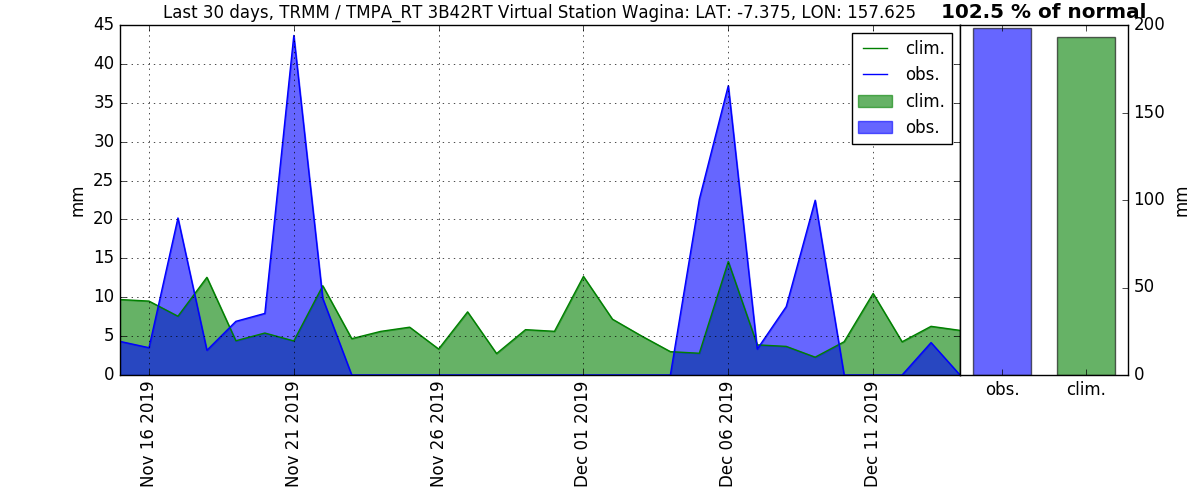 Last 30 days, TRMM / TMPA_RT 3B42RT Virtual Station Wagina: LAT: -7.375, LON: 157.625
102.5 % of normal
mm
45
40
35
30
25
20
15
10
5
0
clim.
obs.
clim.
obs.
Nov 16 2019
Nov 21 2019
Nov 26 2019
Dec 01 2019
Dec 06 2019
Dec 11 2019
200
150
100
50
0
mm
obs.
clim.